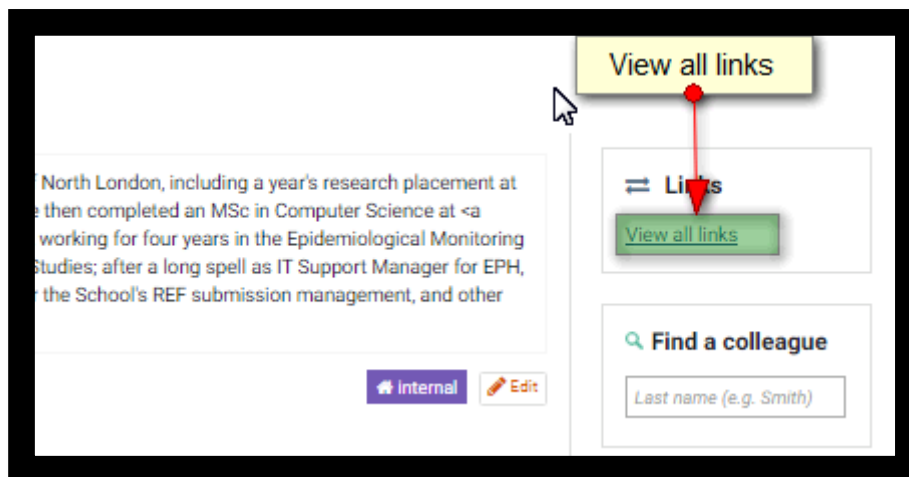 View all links
North London, including a year's research placement at
then completed an MSc in Computer Science at <a
working for four years in the Epidemiological Monitoring
Studies; after a long spell as IT Support Manager for EPH,
the School's REF submission management, and other
internal
Edit
Links
View all links
Find a colleague
Last name (e.g. Smith)